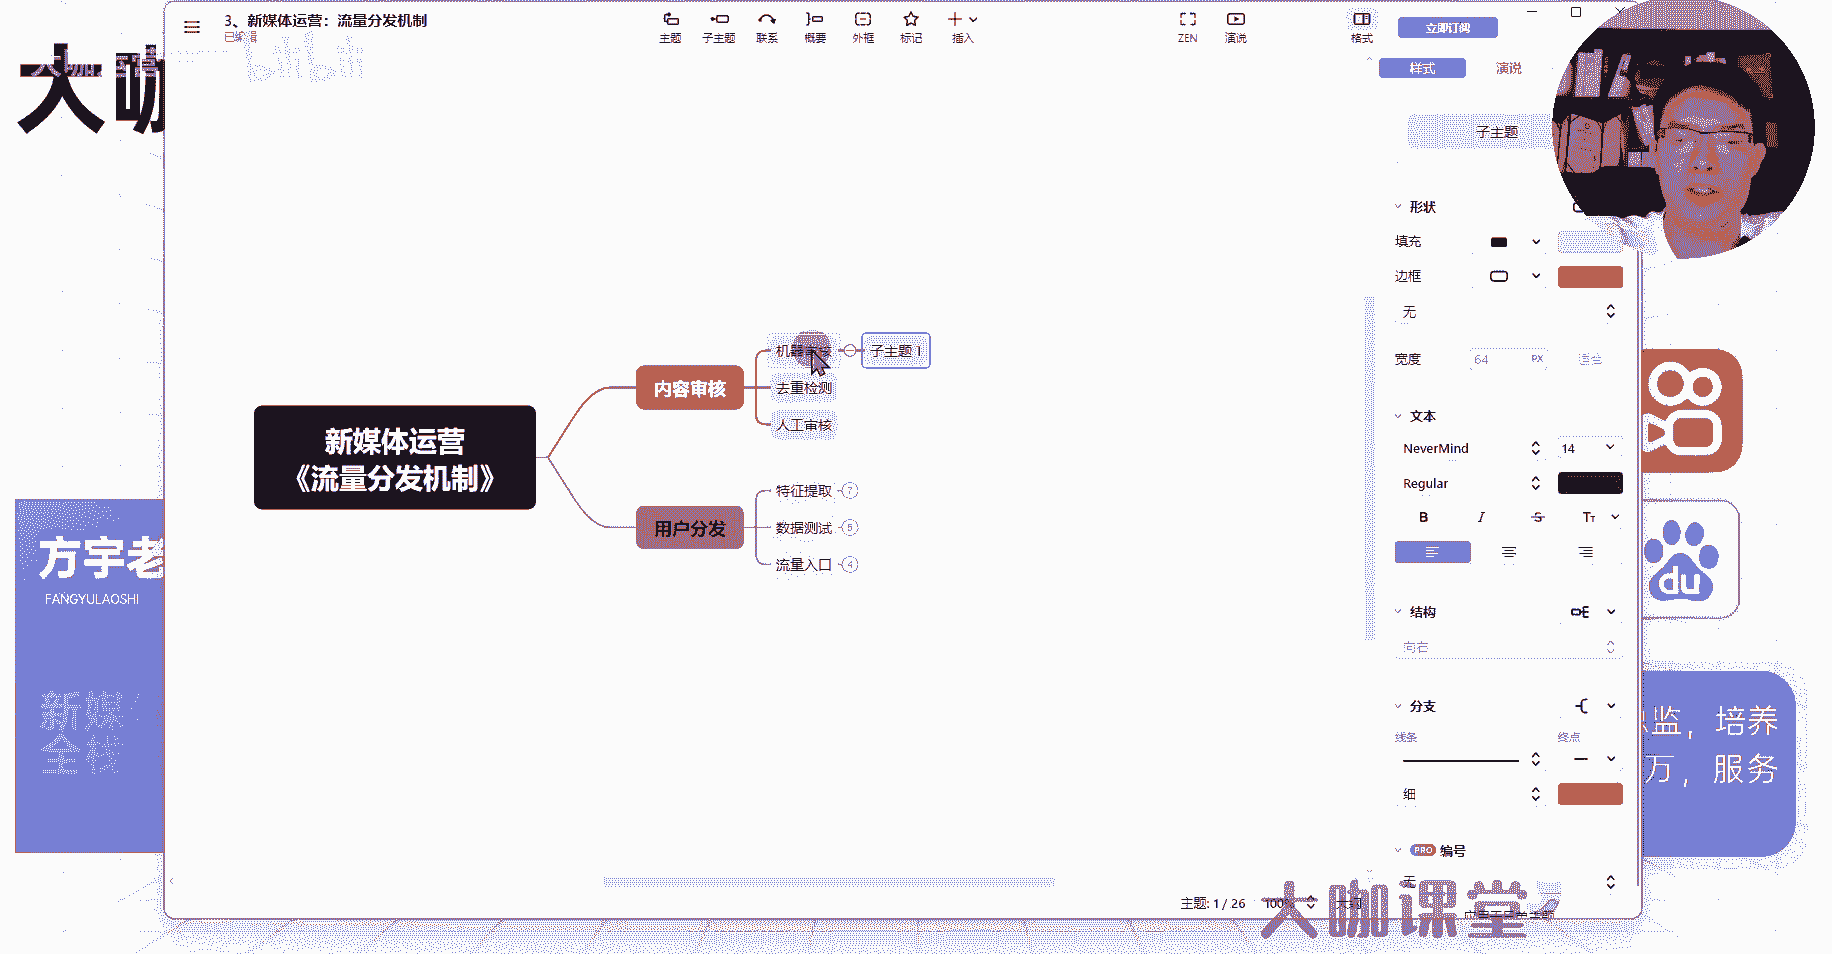 3、新媒体运营：流量分发机制
已编辑
主题
子主题
联系
概要
外框
标记
插入
ZEN
演说
格式
立即订阅
bilibili
大咖
样式
演说
子主题
形状
填充
边框
无
宽度
64
PX
文本
NeverMind
14
Regular
B
I
S
TT
结构
向右
分支
线条
终点
细
PRO
编号
无
机器审核
子主题 1
内容审核
去重检测
人工审核
新媒体运营
《流量分发机制》
特征提取
7
用户分发
数据测试
5
流量入口
4
方宇老
FANGYULAOSHI
新媒
全栈
du
总监，培养
万，服务
主题: 1 / 26
100%
大咖课堂